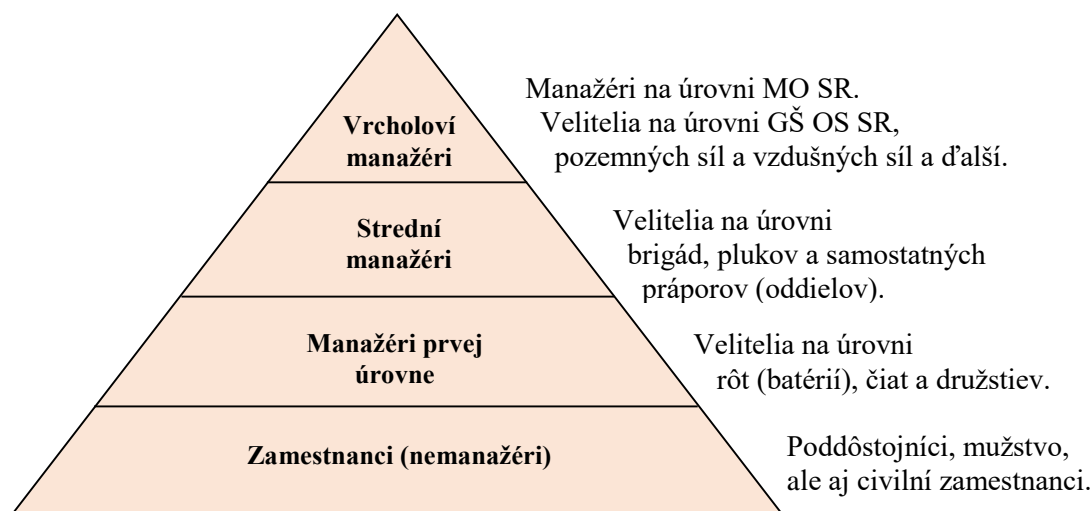 Vrcholoví
manažéri
Manažéri na úrovni MO SR.
Velitelia na úrovni GŠ OS SR,
pozemných síl a vzdušných síl a ďalší.
Strední
manažéri
Velitelia na úrovni
brigád, plukov a samostatných
práporov (oddielov).
Manažéri prvej
úrovne
Velitelia na úrovni
rôt (batérií), čiat a družstiev.
Zamestnanci (nemanažéri)
Poddôstojníci, mužstvo,
ale aj civilní zamestnanci.